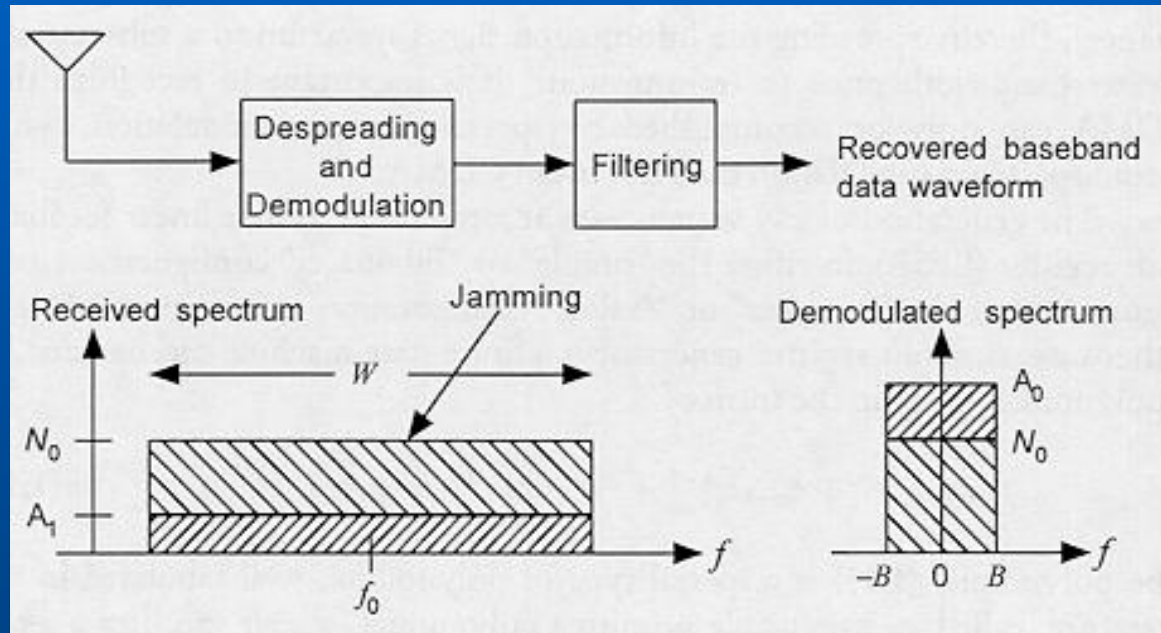 Despreading
and
Demodulation
Filtering
Recovered baseband
data waveform
Received spectrum
Jamming
Demodulated spectrum
W
N₀
A₁
f₀
f
A₀
N₀
−B
0
B
f